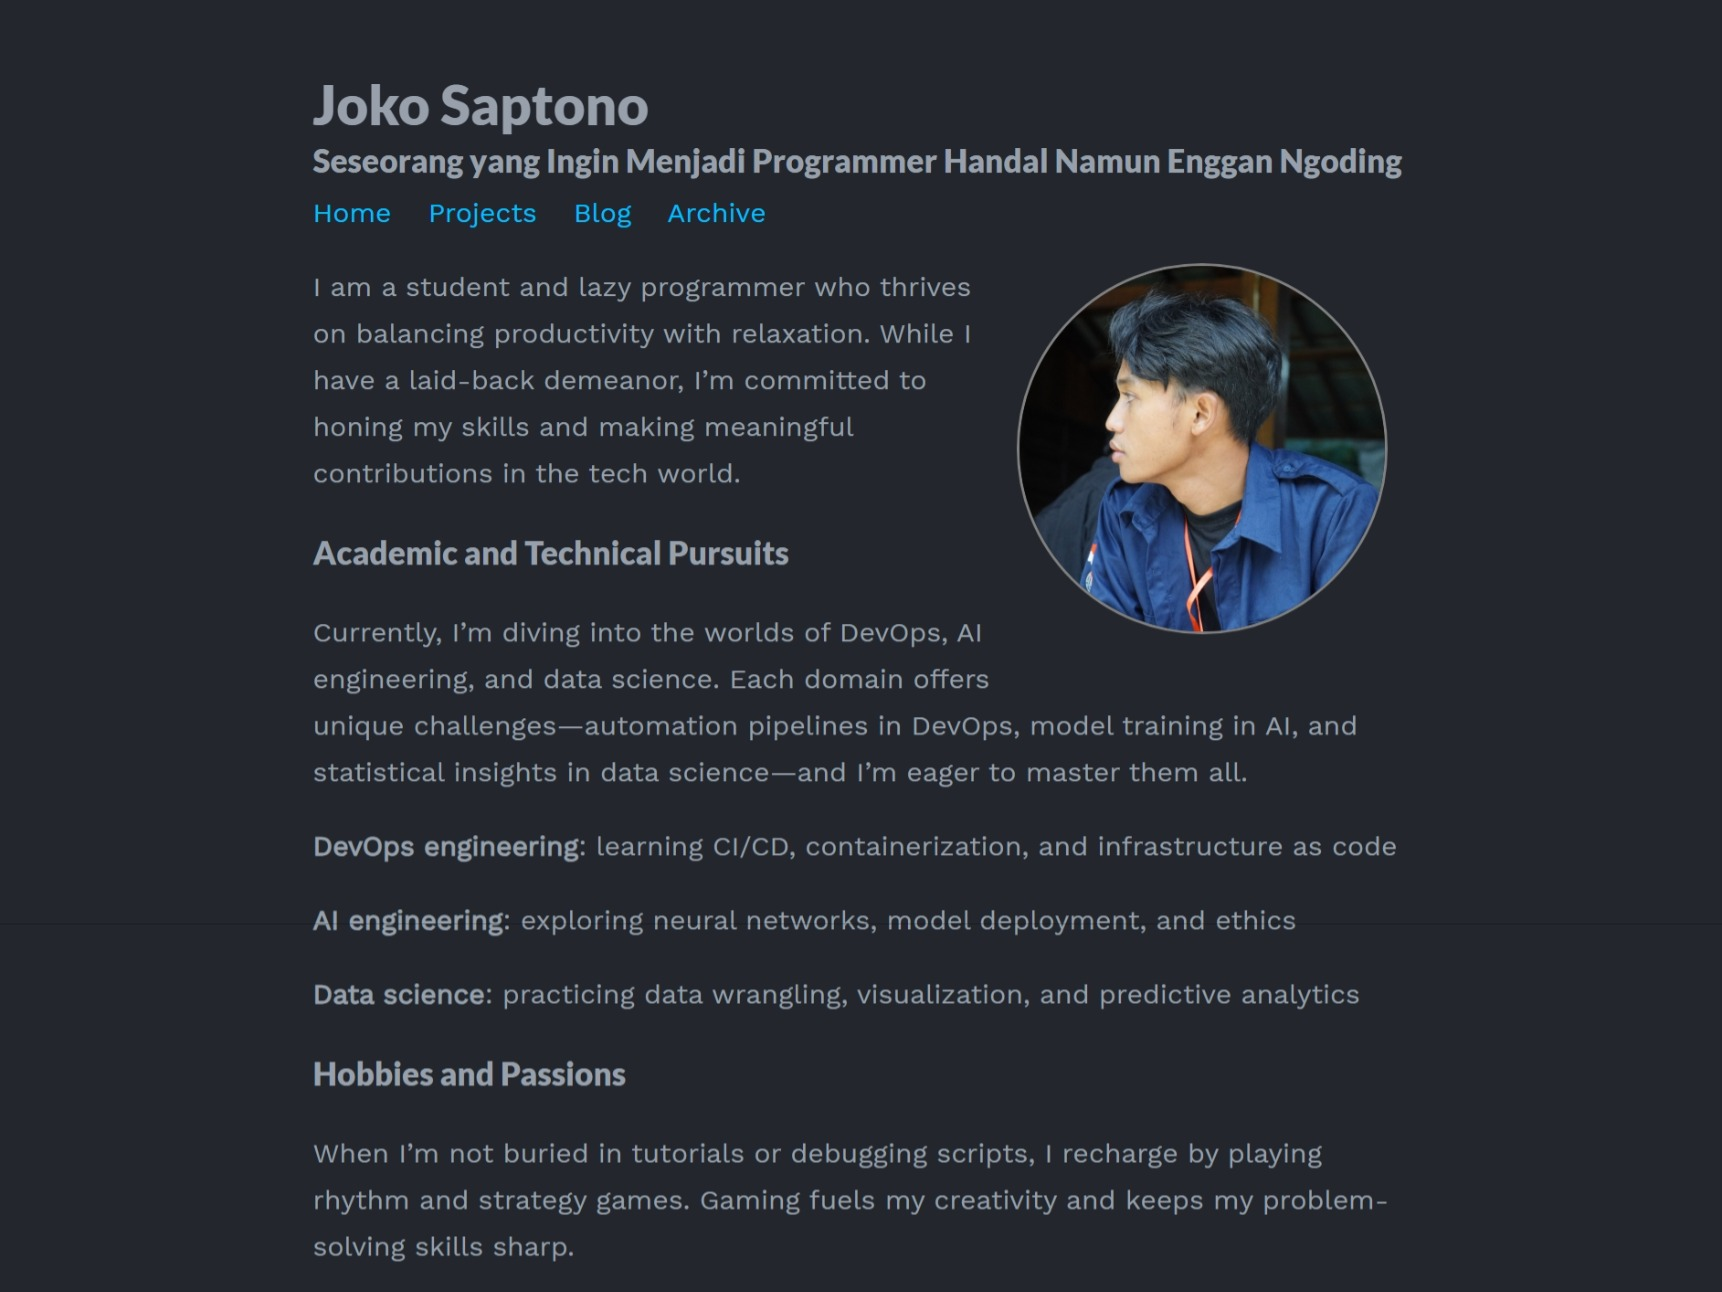 Joko Saptono
Seseorang yang Ingin Menjadi Programmer Handal Namun Enggan Ngoding
Home Projects Blog Archive
I am a student and lazy programmer who thrives
on balancing productivity with relaxation. While I
have a laid-back demeanor, I’m committed to
honing my skills and making meaningful
contributions in the tech world.
Academic and Technical Pursuits
Currently, I’m diving into the worlds of DevOps, AI
engineering, and data science. Each domain offers
unique challenges—automation pipelines in DevOps, model training in AI, and
statistical insights in data science—and I’m eager to master them all.
DevOps engineering: learning CI/CD, containerization, and infrastructure as code
AI engineering: exploring neural networks, model deployment, and ethics
Data science: practicing data wrangling, visualization, and predictive analytics
Hobbies and Passions
When I’m not buried in tutorials or debugging scripts, I recharge by playing
rhythm and strategy games. Gaming fuels my creativity and keeps my problem-
solving skills sharp.